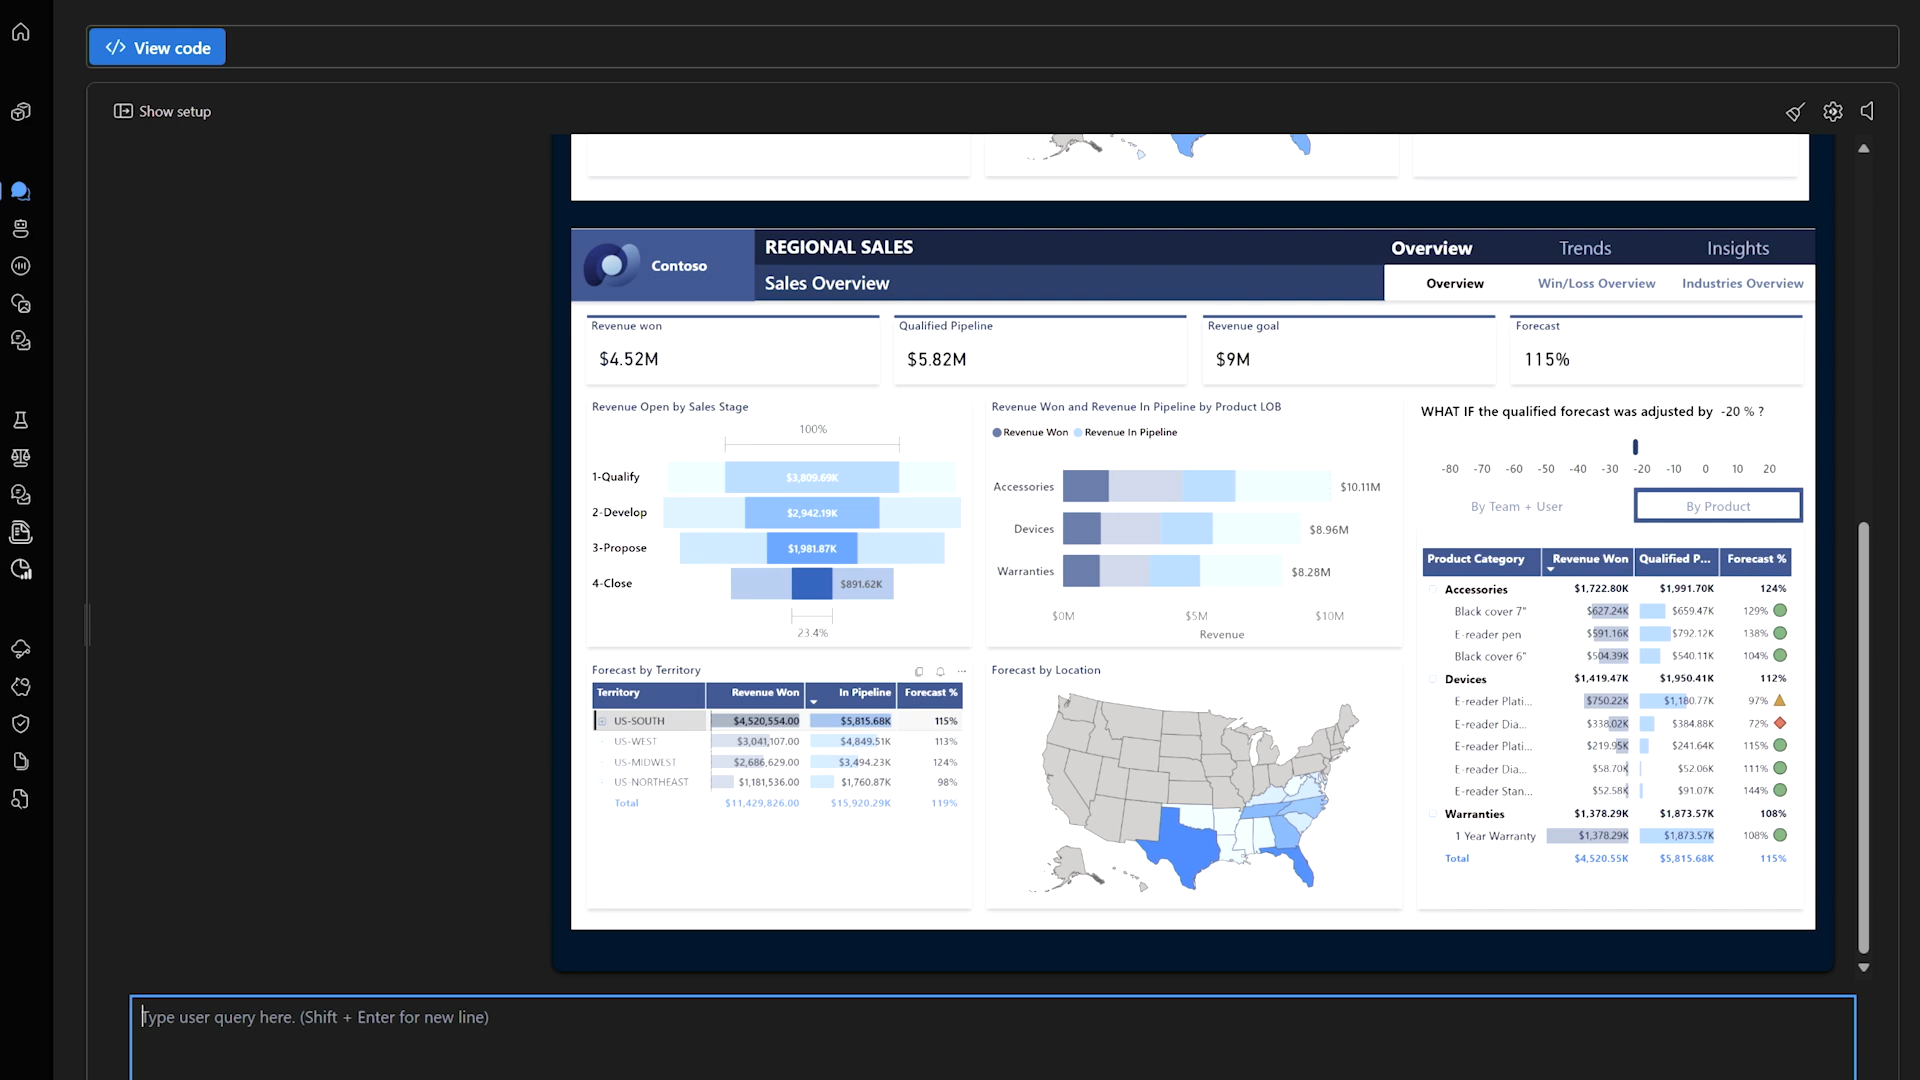 View code
Show setup
Contoso
REGIONAL SALES
Sales Overview
Overview Trends Insights
Overview Win/Loss Overview Industries Overview
Revenue won
$4.52M
Qualified Pipeline
$5.82M
Revenue goal
$9M
Forecast
115%
Revenue Open by Sales Stage
100%
1-Qualify $3,809.69K
2-Develop $2,942.19K
3-Propose $1,981.87K
4-Close $891.62K
23.4%
Revenue Won and Revenue In Pipeline by Product LOB
Revenue Won Revenue In Pipeline
Accessories $10.11M
Devices $8.96M
Warranties $8.28M
$0M $5M $10M
Revenue
WHAT IF the qualified forecast was adjusted by -20 % ?
-80 -70 -60 -50 -40 -30 -20 -10 0 10 20
By Team + User By Product
Product Category Revenue Won Qualified P... Forecast %
Accessories $1,722.80K $1,991.70K 124%
Black cover 7" $627.24K $659.47K 129%
E-reader pen $591.16K $792.12K 138%
Black cover 6" $504.39K $540.11K 104%
Devices $1,419.47K $1,950.41K 112%
E-reader Plati... $750.22K $1,180.77K 97%
E-reader Dia... $338.02K $384.88K 72%
E-reader Plati... $219.95K $241.64K 115%
E-reader Dia... $58.70K $52.06K 111%
E-reader Stan... $52.58K $91.07K 144%
Warranties $1,378.29K $1,873.57K 108%
1 Year Warranty $1,378.29K $1,873.57K 108%
Total $4,520.55K $5,815.68K 115%
Forecast by Territory
Territory Revenue Won In Pipeline Forecast %
US-SOUTH $4,520,554.00 $5,815.68K 115%
US-WEST $3,041,107.00 $4,849.51K 113%
US-MIDWEST $2,686,629.00 $3,494.23K 124%
US-NORTHEAST $1,181,536.00 $1,760.87K 98%
Total $11,429,826.00 $15,920.29K 119%
Forecast by Location
Type user query here. (Shift + Enter for new line)